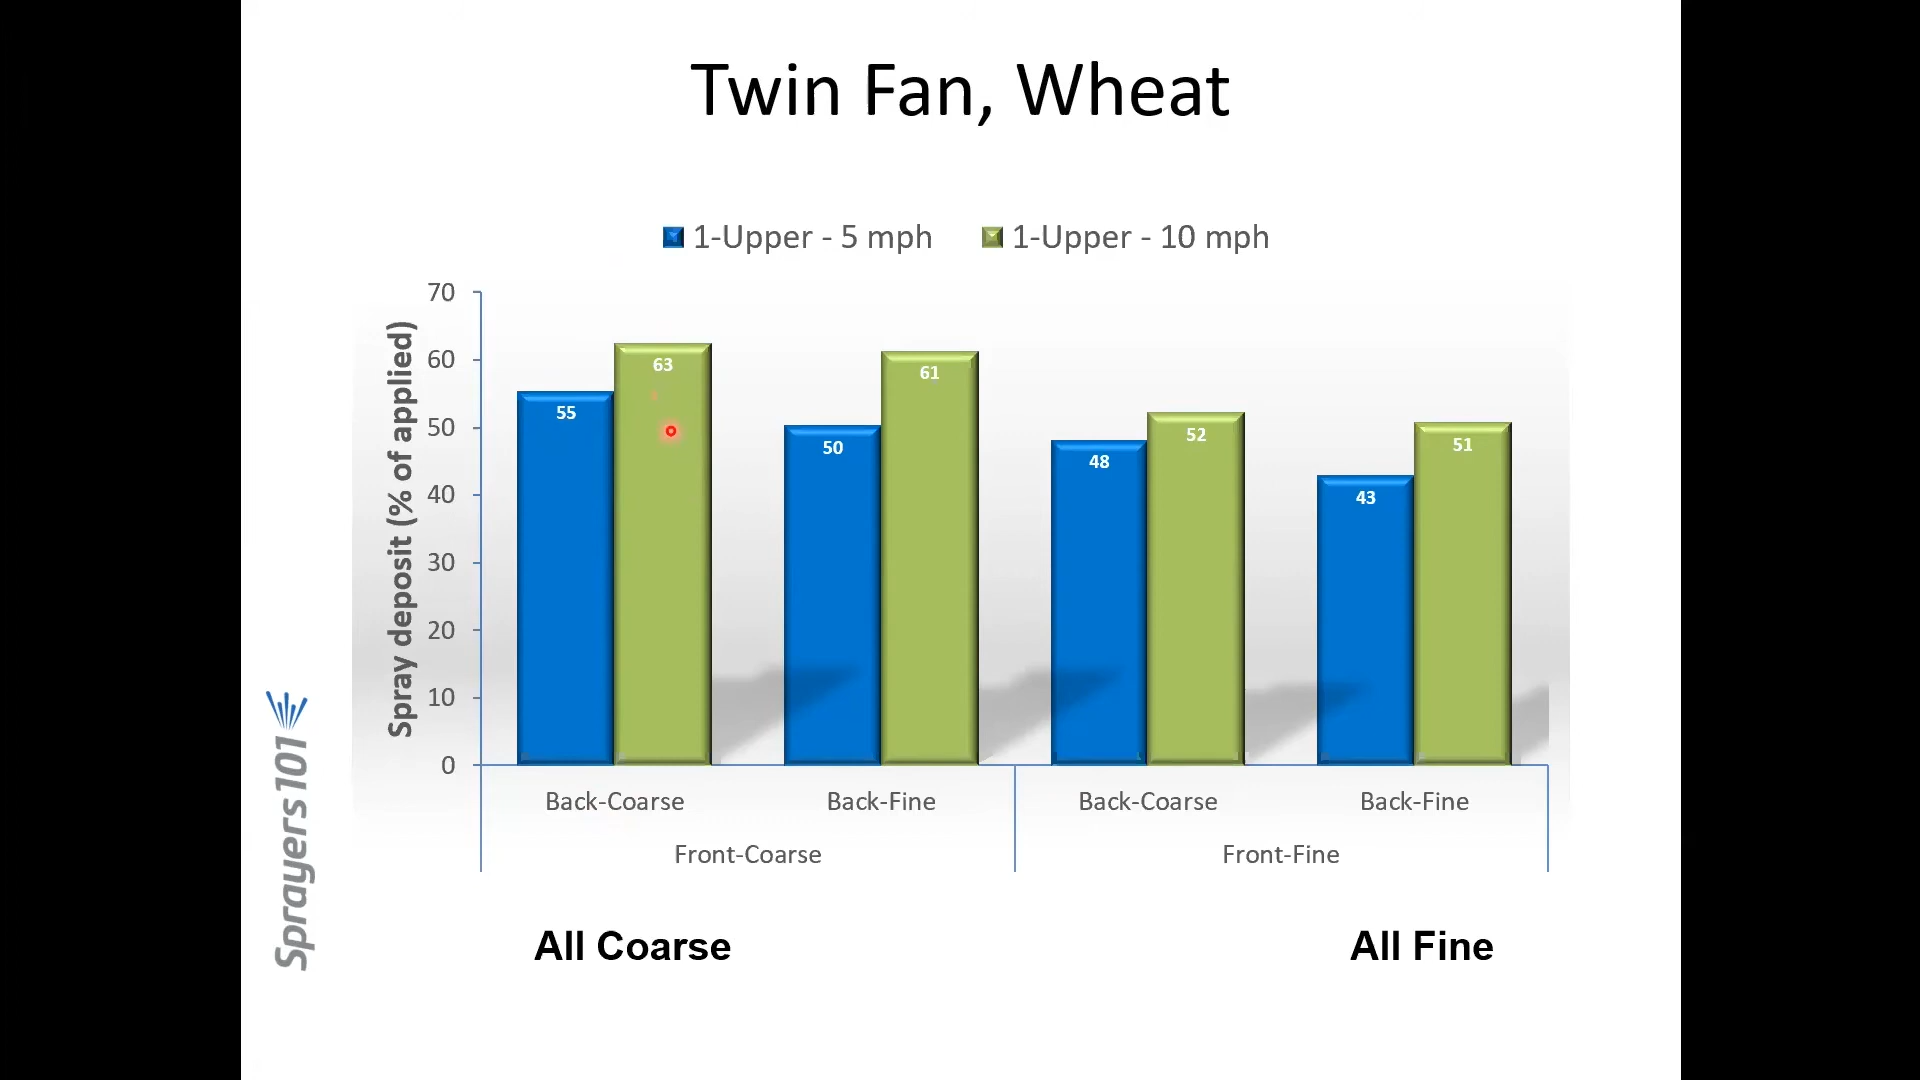 Twin Fan, Wheat
1-Upper - 5 mph 1-Upper - 10 mph
Spray deposit (% of applied)
70
60
50
40
30
20
10
0
55
63
50
61
48
52
43
51
Back-Coarse Back-Fine Back-Coarse Back-Fine
Front-Coarse Front-Fine
All Coarse All Fine
Sprayers101